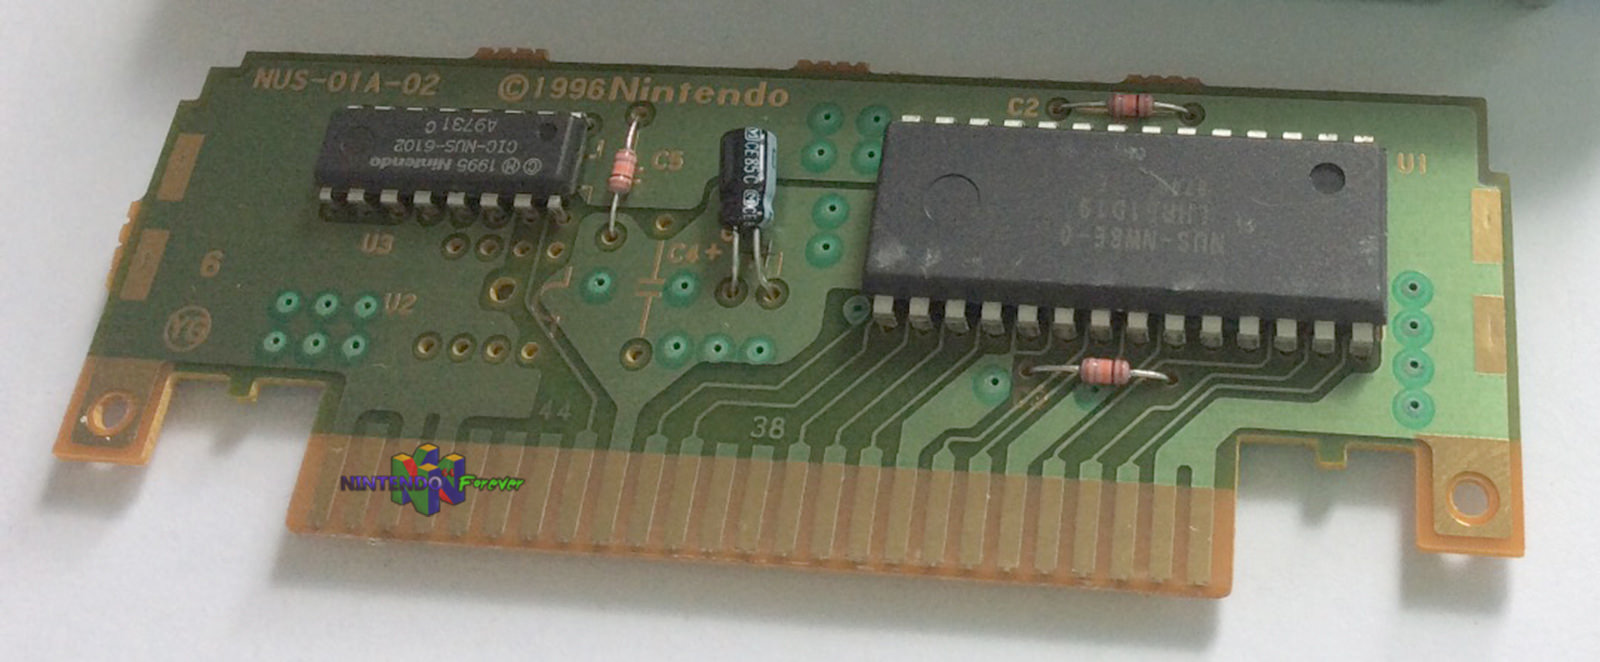 NUS-01A-02
©1996Nintendo
C2
U1
C5
A9731 C
CIC-NUS-6102
Ⓜ 1995 Nintendo
©
CE85C
NUS-NW8E-0
U3
C4+
6
U2
YG
44
38
NINTENDO Forever